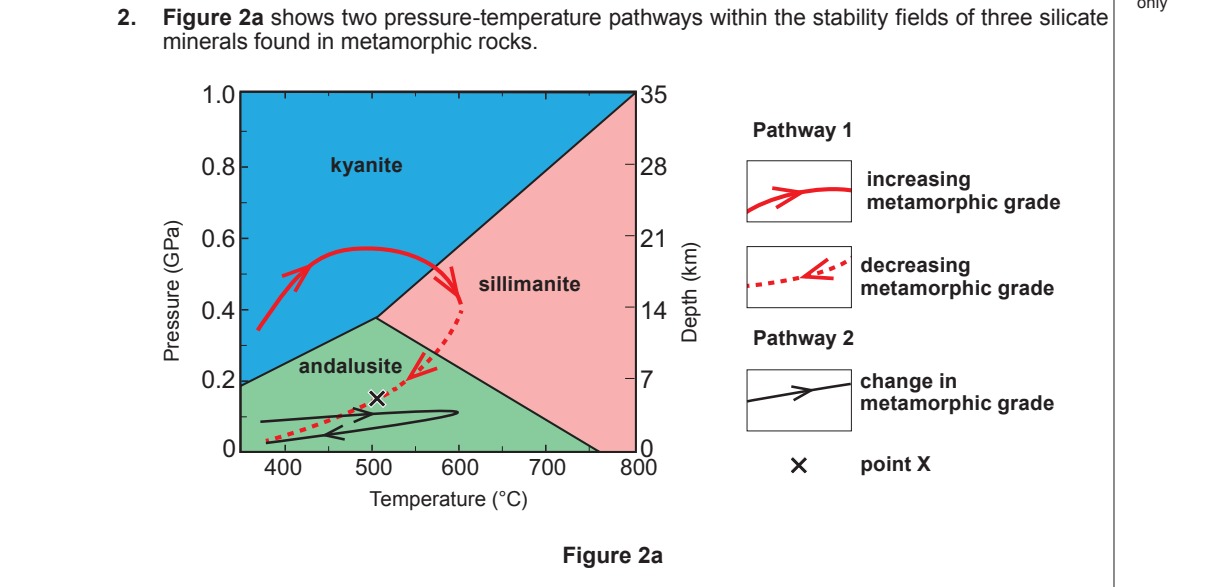 only
2. Figure 2a shows two pressure-temperature pathways within the stability fields of three silicate
minerals found in metamorphic rocks.
1.0
0.8
0.6
0.4
0.2
0
Pressure (GPa)
kyanite
sillimanite
andalusite
35
28
21
14
7
0
Depth (km)
400 500 600 700 800
Temperature (°C)
Pathway 1
increasing
metamorphic grade
decreasing
metamorphic grade
Pathway 2
change in
metamorphic grade
point X
Figure 2a